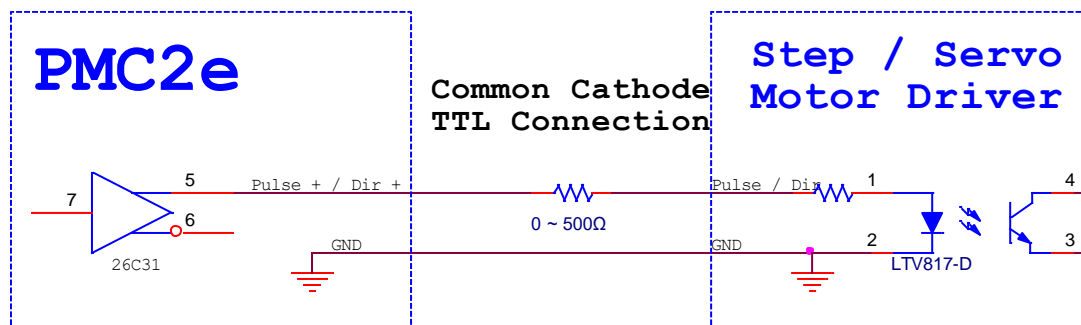 PMC2e
Common Cathode
TTL Connection
Step / Servo
Motor Driver
7
5
6
26C31
Pulse + / Dir +
0 ~ 500Ω
Pulse / Dir
1
4
GND
GND
2
3
LTV817-D